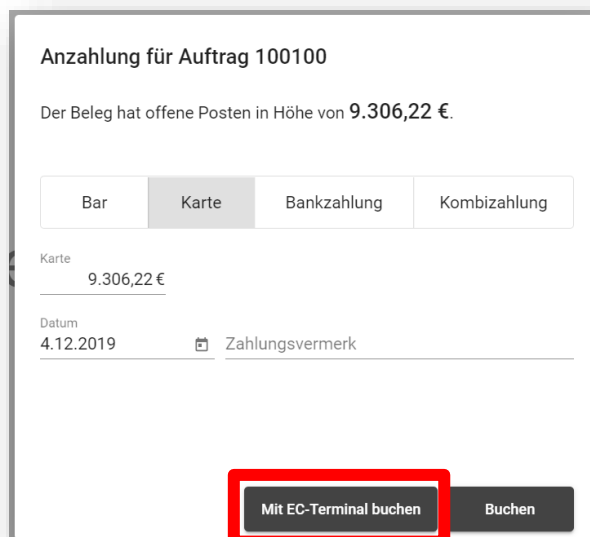 Anzahlung für Auftrag 100100
Der Beleg hat offene Posten in Höhe von 9.306,22 €.
Bar Karte Bankzahlung Kombizahlung
Karte
9.306,22 €
Datum
4.12.2019 Zahlungsvermerk
Mit EC-Terminal buchen Buchen